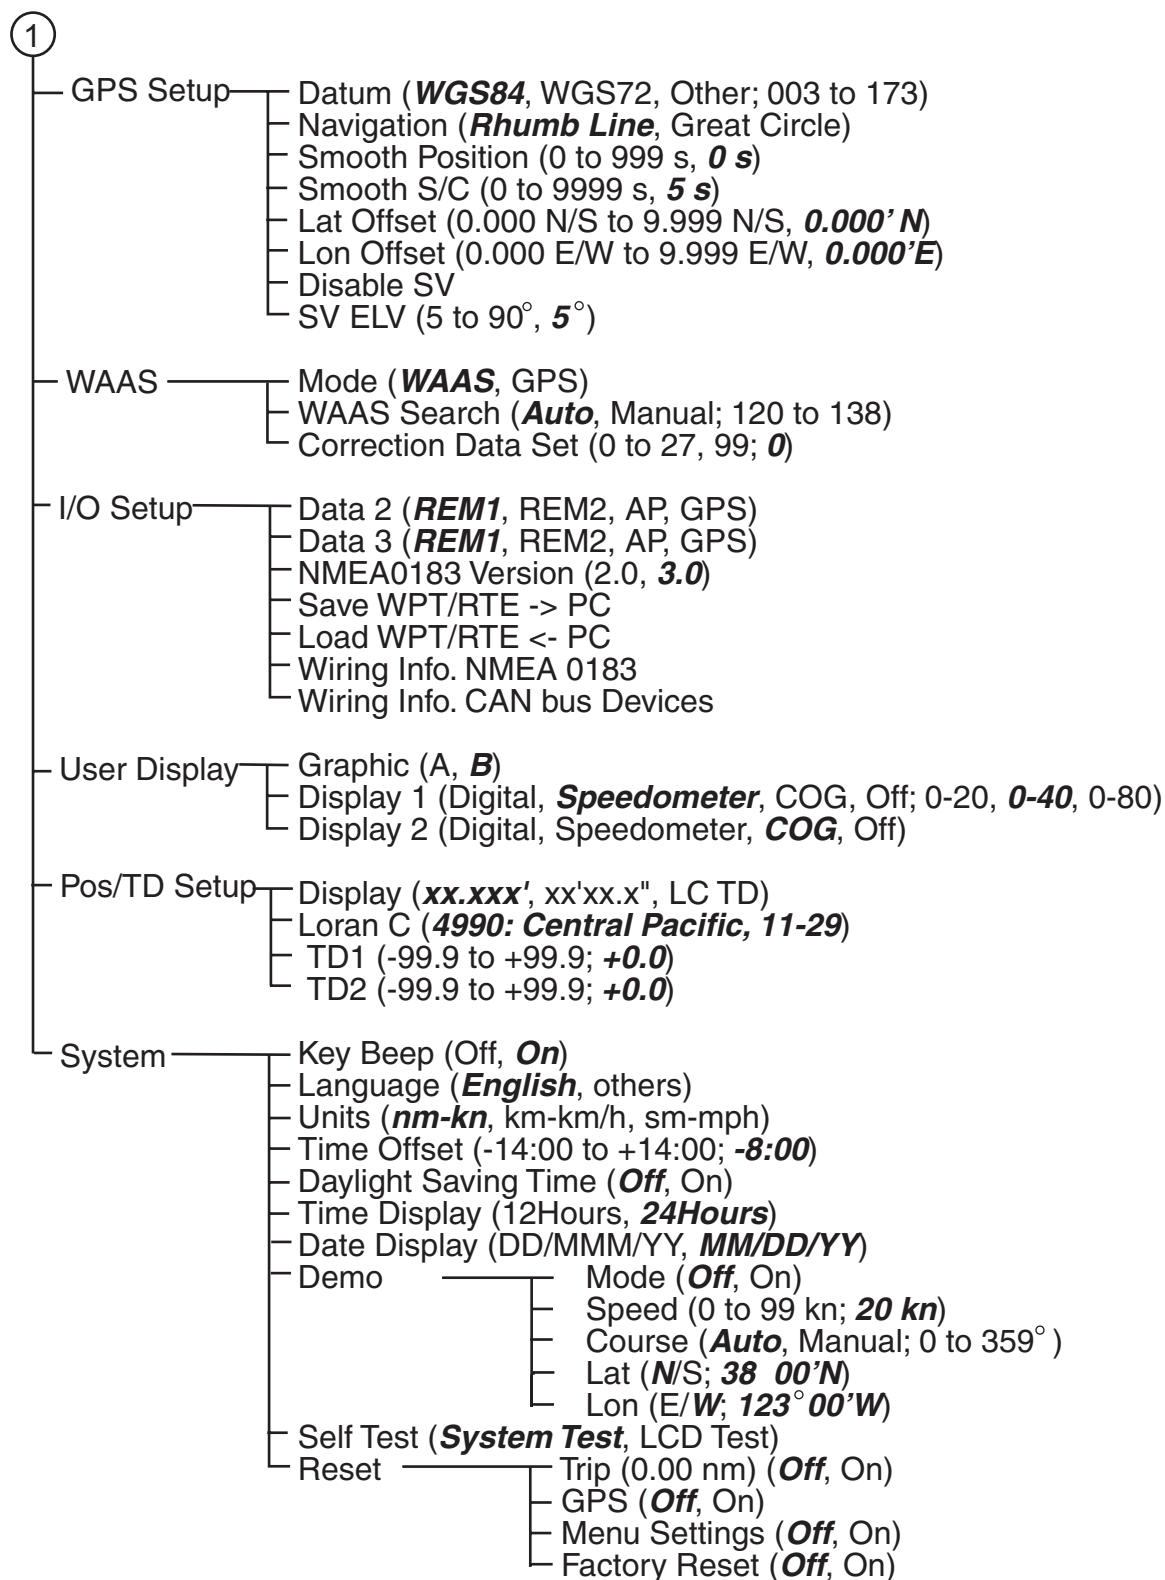 1
GPS Setup Datum (WGS84, WGS72, Other; 003 to 173)
Navigation (Rhumb Line, Great Circle)
Smooth Position (0 to 999 s, 0 s)
Smooth S/C (0 to 9999 s, 5 s)
Lat Offset (0.000 N/S to 9.999 N/S, 0.000’ N)
Lon Offset (0.000 E/W to 9.999 E/W, 0.000’E)
Disable SV
SV ELV (5 to 90°, 5°)
WAAS Mode (WAAS, GPS)
WAAS Search (Auto, Manual; 120 to 138)
Correction Data Set (0 to 27, 99; 0)
I/O Setup Data 2 (REM1, REM2, AP, GPS)
Data 3 (REM1, REM2, AP, GPS)
NMEA0183 Version (2.0, 3.0)
Save WPT/RTE -> PC
Load WPT/RTE <- PC
Wiring Info. NMEA 0183
Wiring Info. CAN bus Devices
User Display Graphic (A, B)
Display 1 (Digital, Speedometer, COG, Off; 0-20, 0-40, 0-80)
Display 2 (Digital, Speedometer, COG, Off)
Pos/TD Setup Display (xx.xxx', xx'xx.x", LC TD)
Loran C (4990: Central Pacific, 11-29)
TD1 (-99.9 to +99.9; +0.0)
TD2 (-99.9 to +99.9; +0.0)
System Key Beep (Off, On)
Language (English, others)
Units (nm-kn, km-km/h, sm-mph)
Time Offset (-14:00 to +14:00; -8:00)
Daylight Saving Time (Off, On)
Time Display (12Hours, 24Hours)
Date Display (DD/MMM/YY, MM/DD/YY)
Demo Mode (Off, On)
Speed (0 to 99 kn; 20 kn)
Course (Auto, Manual; 0 to 359° )
Lat (N/S; 38 00’N)
Lon (E/W; 123°00’W)
Self Test (System Test, LCD Test)
Reset Trip (0.00 nm) (Off, On)
GPS (Off, On)
Menu Settings (Off, On)
Factory Reset (Off, On)